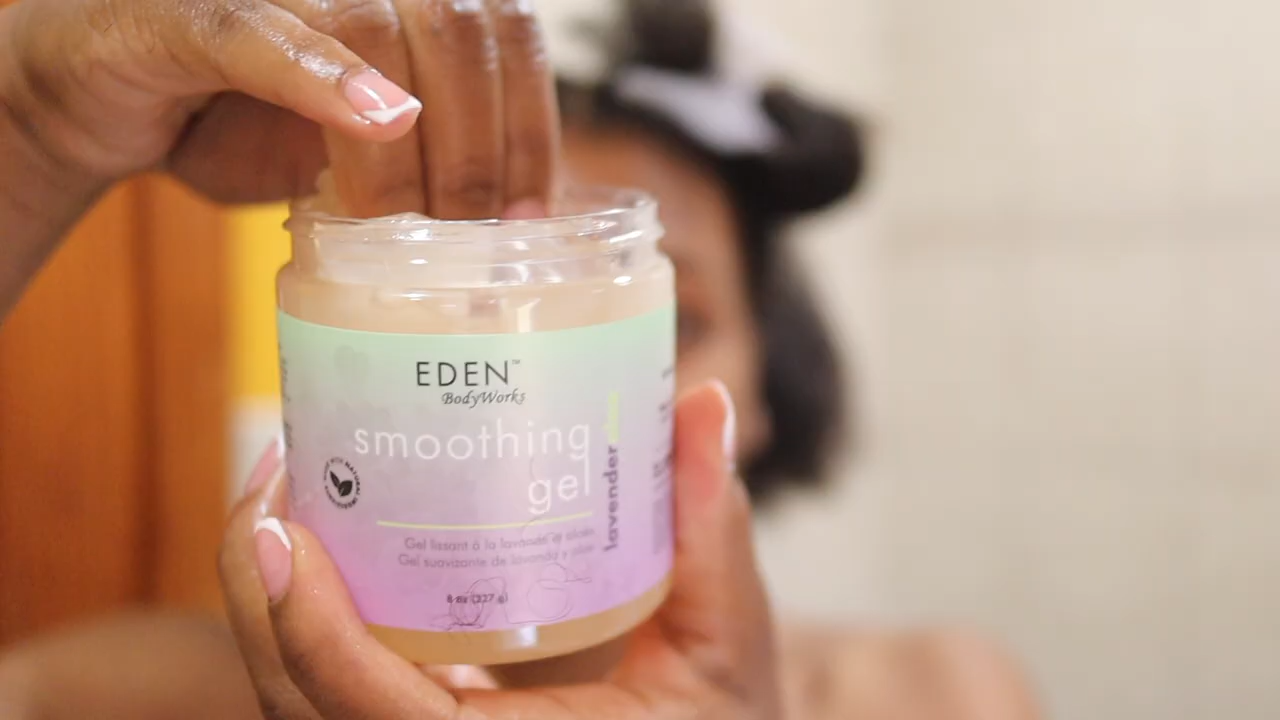 EDEN™
BodyWorks
smoothing
gel
lavender
Gel lissant à la lavande et aloès
Gel suavizante de lavanda y aloe
8 oz (227 g)